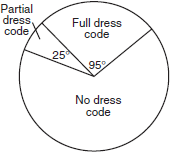 Partial
dress
code
Full dress
code
25°
95°
No dress
code